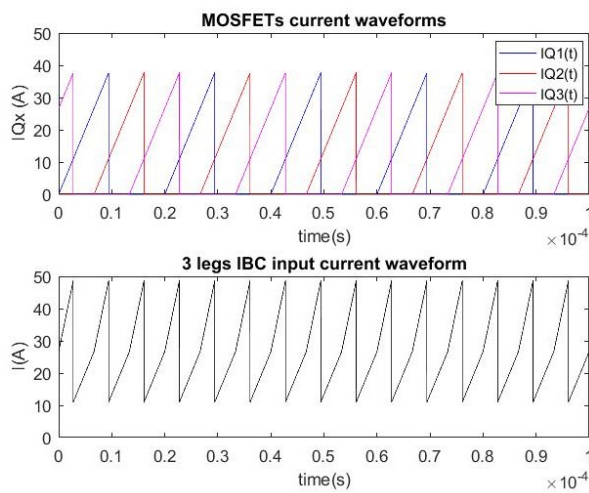 MOSFETs current waveforms
50
40
30
20
10
0
IQx (A)
IQ1(t)
IQ2(t)
IQ3(t)
0 0.1 0.2 0.3 0.4 0.5 0.6 0.7 0.8 0.9 1
time(s)
×10⁻⁴
3 legs IBC input current waveform
50
40
30
20
10
0
I(A)
0 0.1 0.2 0.3 0.4 0.5 0.6 0.7 0.8 0.9 1
time(s)
×10⁻⁴